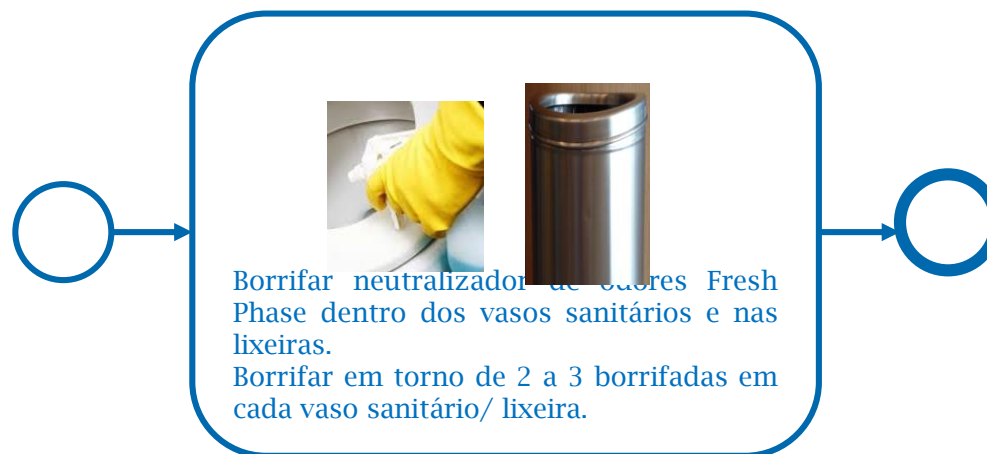 Borrifar neutralizador de odores Fresh
Phase dentro dos vasos sanitários e nas
lixeiras.
Borrifar em torno de 2 a 3 borrifadas em
cada vaso sanitário/ lixeira.